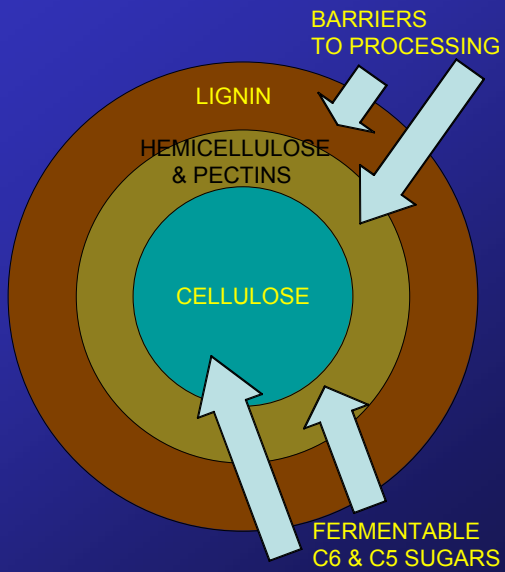 BARRIERS
TO PROCESSING
LIGNIN
HEMICELLULOSE
& PECTINS
CELLULOSE
FERMENTABLE
C6 & C5 SUGARS